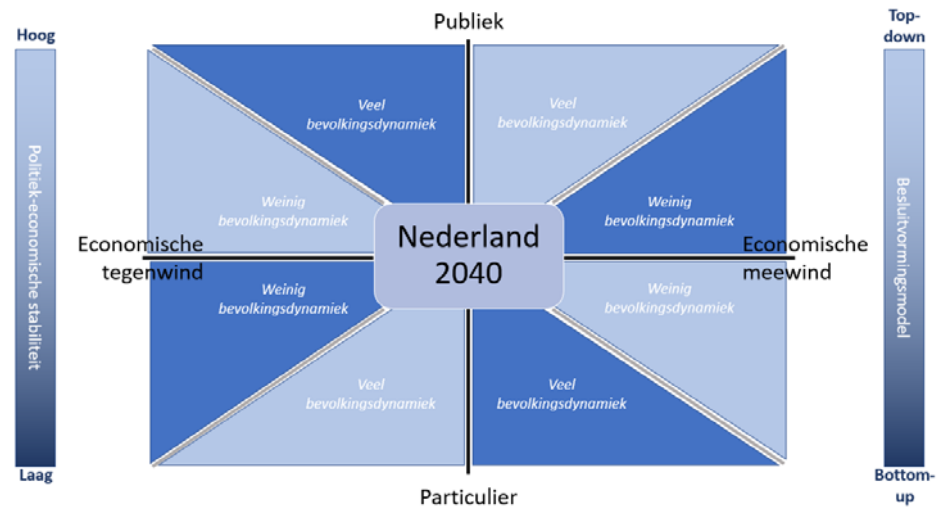 Publiek
Hoog
Top-
down
Politiek-economische stabiliteit
Besluitvormingsmodel
Veel
bevolkingsdynamiek
Veel
bevolkingsdynamiek
Weinig
bevolkingsdynamiek
Weinig
bevolkingsdynamiek
Nederland
2040
Economische
tegenwind
Economische
meewind
Weinig
bevolkingsdynamiek
Weinig
bevolkingsdynamiek
Veel
bevolkingsdynamiek
Veel
bevolkingsdynamiek
Laag
Bottom-
up
Particulier